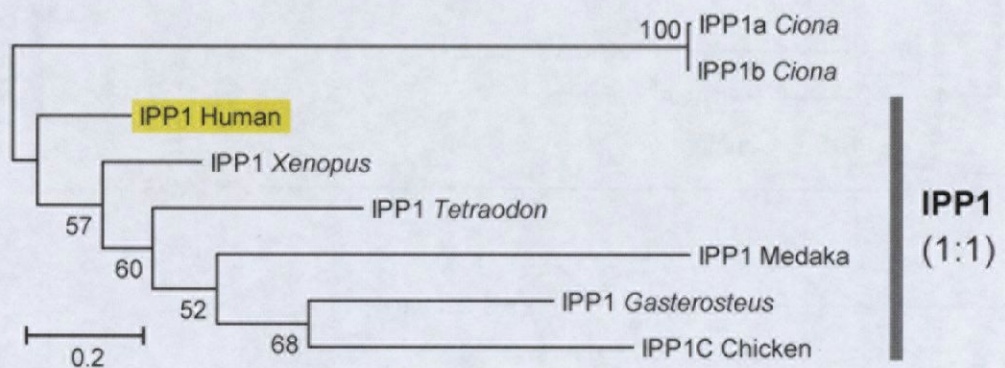 100
IPP1a Ciona
IPP1b Ciona
IPP1 Human
IPP1 Xenopus
57
IPP1 Tetraodon
60
IPP1 Medaka
52
IPP1 Gasterosteus
68
IPP1C Chicken
0.2
IPP1
(1:1)